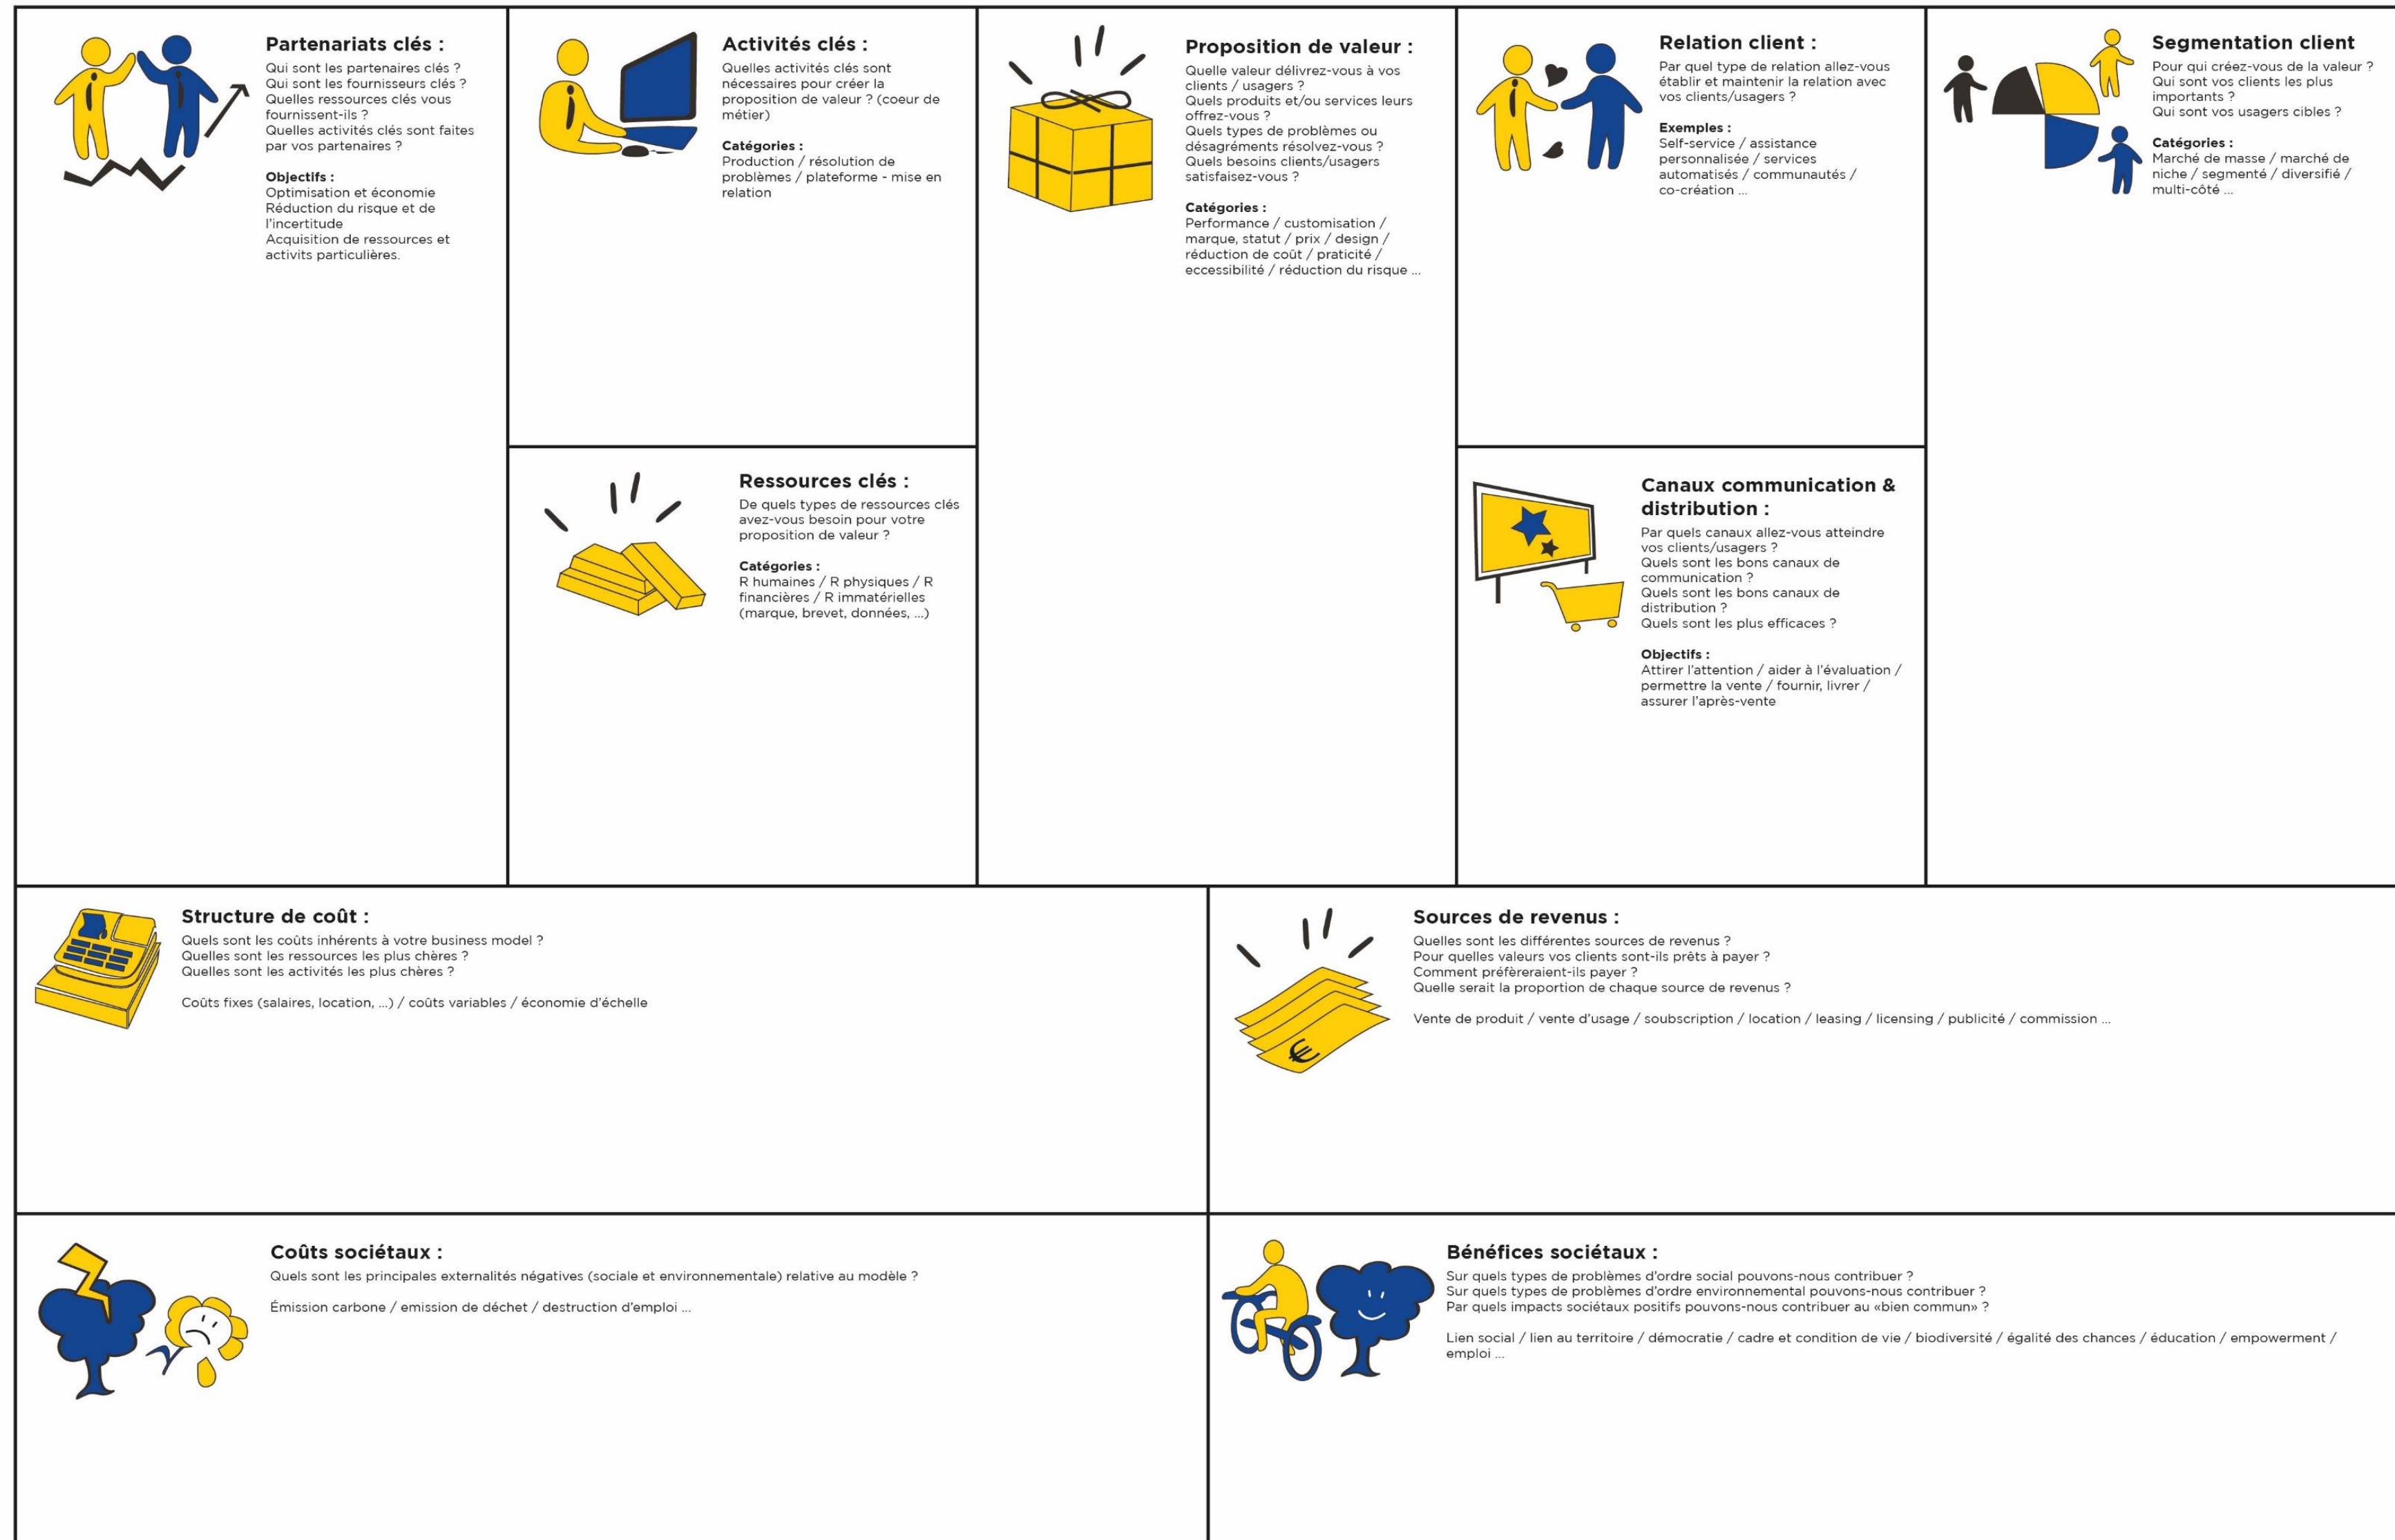 Partenariats clés :
Qui sont les partenaires clés ?
Qui sont les fournisseurs clés ?
Quelles ressources clés vous
fournissent-ils ?
Quelles activités clés sont faites
par vos partenaires ?
Objectifs :
Optimisation et économie
Réduction du risque et de
l'incertitude
Acquisition de ressources et
activits particulières.
Activités clés :
Quelles activités clés sont
nécessaires pour créer la
proposition de valeur ? (coeur de
métier)
Catégories :
Production / résolution de
problèmes / plateforme - mise en
relation
Ressources clés :
De quels types de ressources clés
avez-vous besoin pour votre
proposition de valeur ?
Catégories :
R humaines / R physiques / R
financières / R immatérielles
(marque, brevet, données, ...)
Proposition de valeur :
Quelle valeur délivrez-vous à vos
clients / usagers ?
Quels produits et/ou services leurs
offrez-vous ?
Quels types de problèmes ou
désagréments résolvez-vous ?
Quels besoins clients/usagers
satisfaisez-vous ?
Catégories :
Performance / customisation /
marque, statut / prix / design /
réduction de coût / praticité /
eccessibilité / réduction du risque ...
Relation client :
Par quel type de relation allez-vous
établir et maintenir la relation avec
vos clients/usagers ?
Exemples :
Self-service / assistance
personnalisée / services
automatisés / communautés /
co-création ...
Canaux communication &
distribution :
Par quels canaux allez-vous atteindre
vos clients/usagers ?
Quels sont les bons canaux de
communication ?
Quels sont les bons canaux de
distribution ?
Quels sont les plus efficaces ?
Objectifs :
Attirer l'attention / aider à l'évaluation /
permettre la vente / fournir, livrer /
assurer l'après-vente
Segmentation client
Pour qui créez-vous de la valeur ?
Qui sont vos clients les plus
importants ?
Qui sont vos usagers cibles ?
Catégories :
Marché de masse / marché de
niche / segmenté / diversifié /
multi-côté ...
Structure de coût :
Quels sont les coûts inhérents à votre business model ?
Quelles sont les ressources les plus chères ?
Quelles sont les activités les plus chères ?
Coûts fixes (salaires, location, ...) / coûts variables / économie d'échelle
€
Sources de revenus :
Quelles sont les différentes sources de revenus ?
Pour quelles valeurs vos clients sont-ils prêts à payer ?
Comment préfèreraient-ils payer ?
Quelle serait la proportion de chaque source de revenus ?
Vente de produit / vente d'usage / soubscription / location / leasing / licensing / publicité / commission ...
Coûts sociétaux :
Quels sont les principales externalités négatives (sociale et environnementale) relative au modèle ?
Émission carbone / emission de déchet / destruction d'emploi ...
Bénéfices sociétaux :
Sur quels types de problèmes d'ordre social pouvons-nous contribuer ?
Sur quels types de problèmes d'ordre environnemental pouvons-nous contribuer ?
Par quels impacts sociétaux positifs pouvons-nous contribuer au «bien commun» ?
Lien social / lien au territoire / démocratie / cadre et condition de vie / biodiversité / égalité des chances / éducation / empowerment /
emploi ...